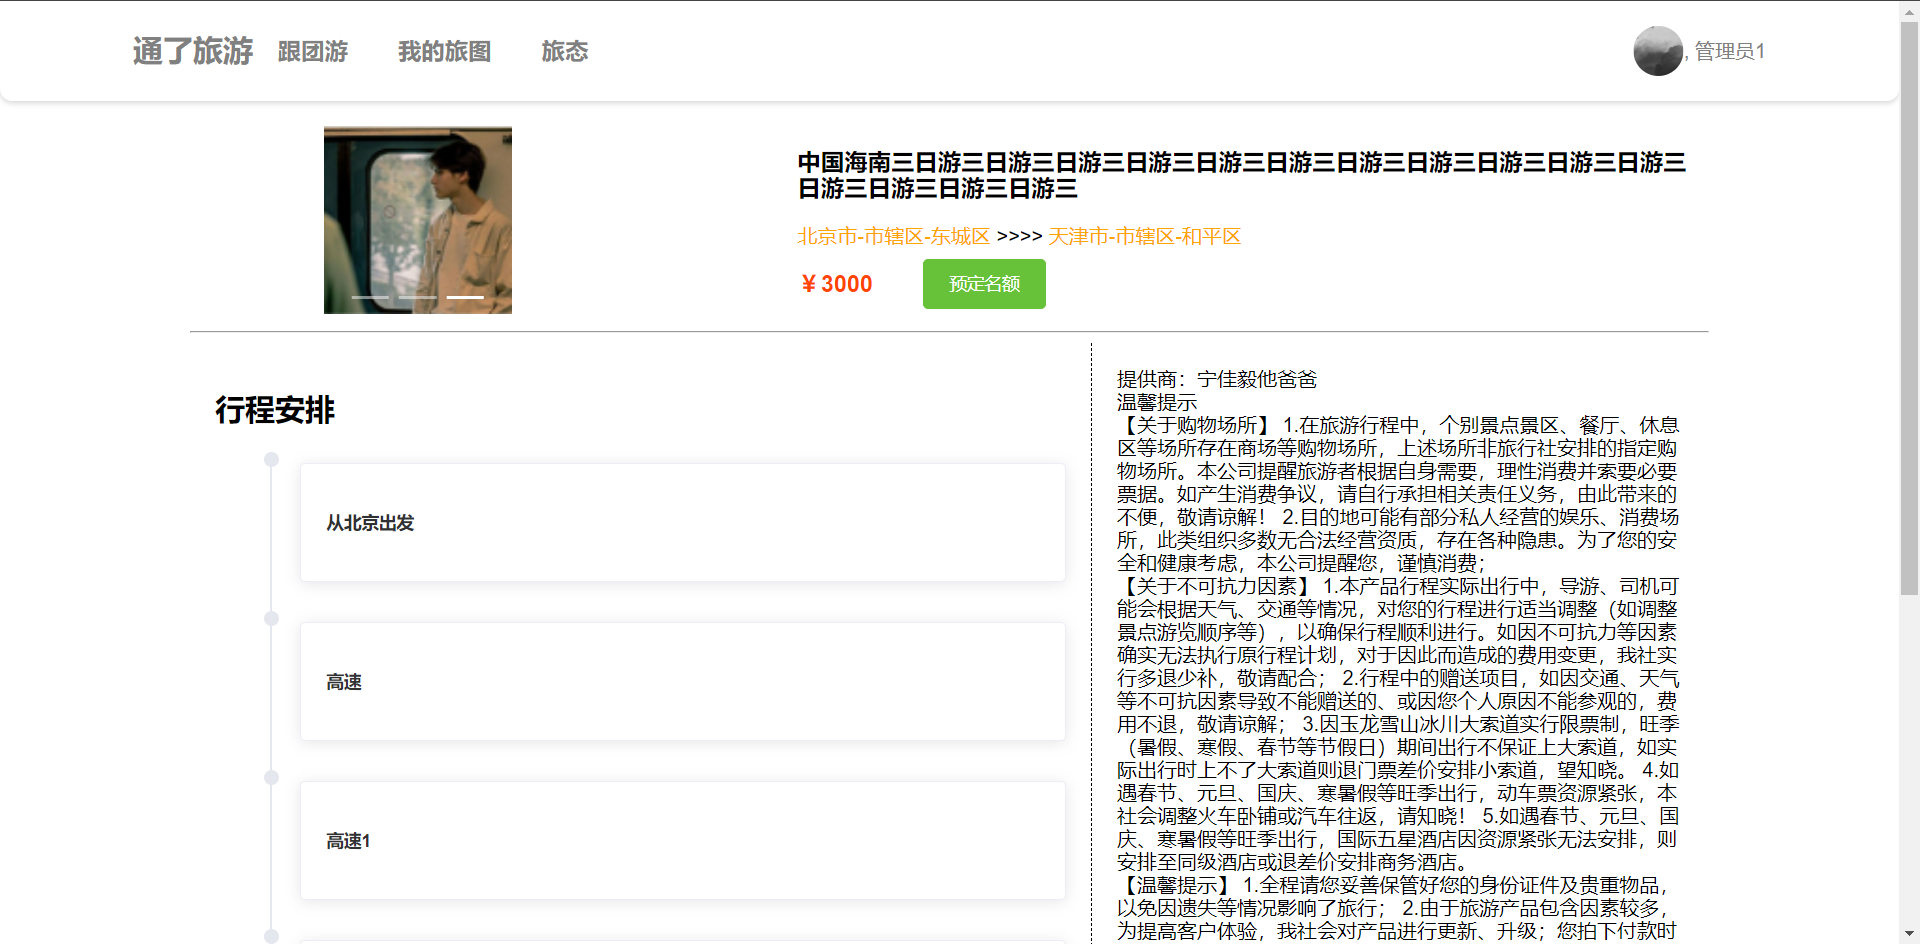 通了旅游 跟团游 我的旅图 旅态 , 管理员1
中国海南三日游三日游三日游三日游三日游三日游三日游三日游三日游三日游三日游三
日游三日游三日游三日游三
北京市-市辖区-东城区 >>>> 天津市-市辖区-和平区
￥3000 预定名额
行程安排
从北京出发
高速
高速1
提供商：宁佳毅他爸爸
温馨提示
【关于购物场所】 1.在旅游行程中，个别景点景区、餐厅、休息
区等场所存在商场等购物场所，上述场所非旅行社安排的指定购
物场所。本公司提醒旅游者根据自身需要，理性消费并索要必要
票据。如产生消费争议，请自行承担相关责任义务，由此带来的
不便，敬请谅解！ 2.目的地可能有部分私人经营的娱乐、消费场
所，此类组织多数无合法经营资质，存在各种隐患。为了您的安
全和健康考虑，本公司提醒您，谨慎消费；
【关于不可抗力因素】 1.本产品行程实际出行中，导游、司机可
能会根据天气、交通等情况，对您的行程进行适当调整（如调整
景点游览顺序等），以确保行程顺利进行。如因不可抗力等因素
确实无法执行原行程计划，对于因此而造成的费用变更，我社实
行多退少补，敬请配合； 2.行程中的赠送项目，如因交通、天气
等不可抗因素导致不能赠送的、或因您个人原因不能参观的，费
用不退，敬请谅解； 3.因玉龙雪山冰川大索道实行限票制，旺季
（暑假、寒假、春节等节假日）期间出行不保证上大索道，如实
际出行时上不了大索道则退门票差价安排小索道，望知晓。 4.如
遇春节、元旦、国庆、寒暑假等旺季出行，动车票资源紧张，本
社会调整火车卧铺或汽车往返，请知晓！ 5.如遇春节、元旦、国
庆、寒暑假等旺季出行，国际五星酒店因资源紧张无法安排，则
安排至同级酒店或退差价安排商务酒店。
【温馨提示】 1.全程请您妥善保管好您的身份证件及贵重物品，
以免因遗失等情况影响了旅行； 2.由于旅游产品包含因素较多，
为提高客户体验，我社会对产品进行更新、升级；您拍下付款时